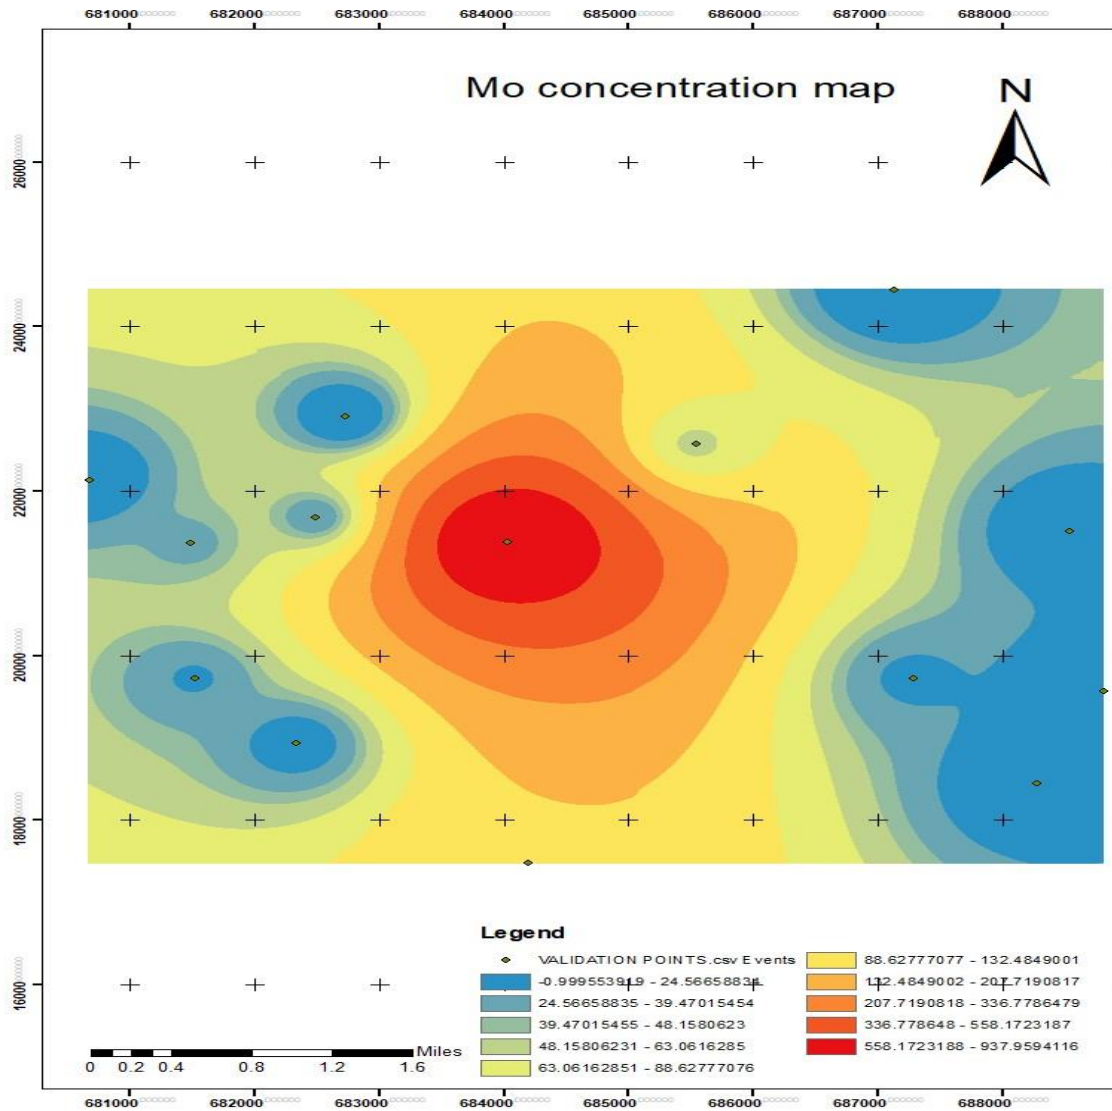 681000 682000 683000 684000 685000 686000 687000 688000
Mo concentration map
N
26000
24000
22000
20000
18000
16000
Legend
VALIDATION POINTS.csv Events
-0.999553919 - 24.56658834
24.56658835 - 39.47015454
39.47015455 - 48.1580623
48.15806231 - 63.0616285
63.06162851 - 88.62777076
88.62777077 - 132.4849001
132.4849002 - 207.7190817
207.7190818 - 336.7786479
336.778648 - 558.1723187
558.1723188 - 937.9594116
Miles
0 0.2 0.4 0.8 1.2 1.6
681000 682000 683000 684000 685000 686000 687000 688000